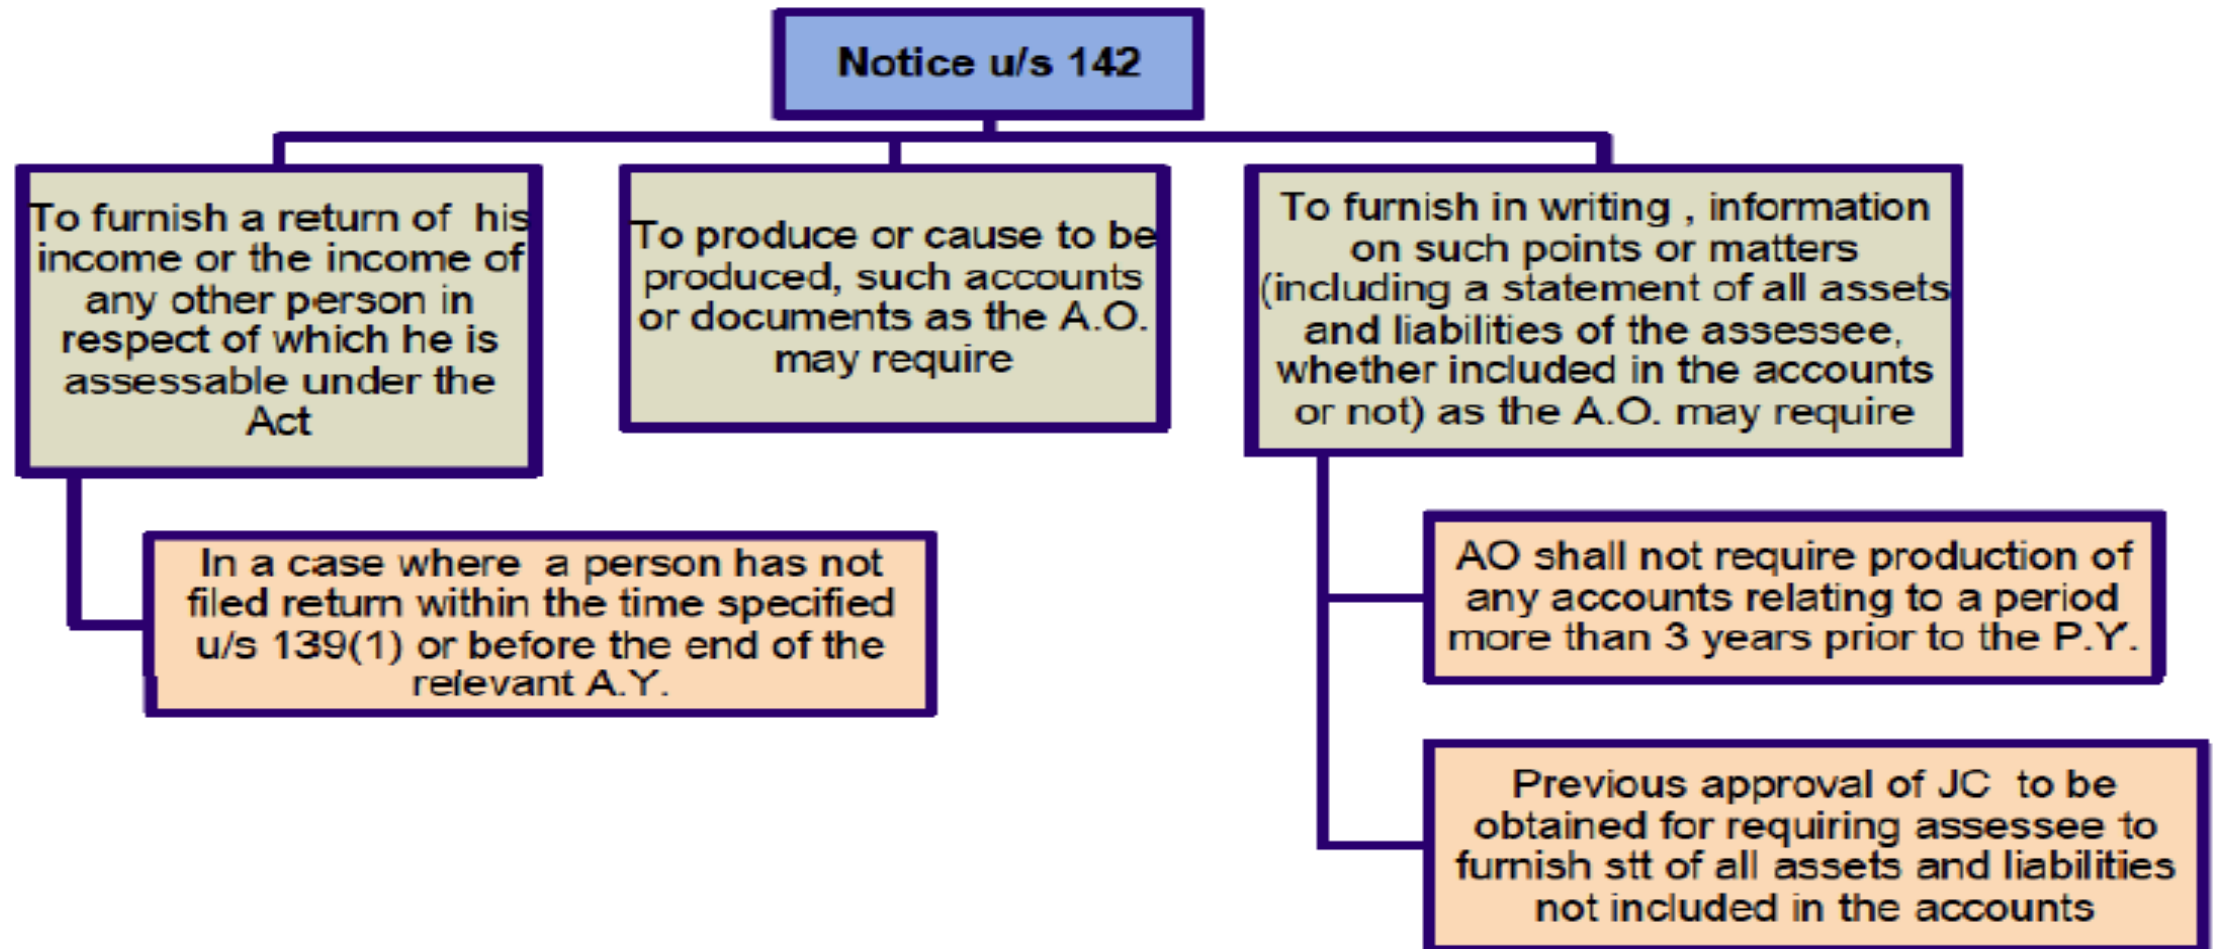 Notice u/s 142
To furnish a return of his
income or the income of
any other person in
respect of which he is
assessable under the
Act
To produce or cause to be
produced, such accounts
or documents as the A.O.
may require
To furnish in writing , information
on such points or matters
(including a statement of all assets
and liabilities of the assessee,
whether included in the accounts
or not) as the A.O. may require
In a case where a person has not
filed return within the time specified
u/s 139(1) or before the end of the
relevant A.Y.
AO shall not require production of
any accounts relating to a period
more than 3 years prior to the P.Y.
Previous approval of JC to be
obtained for requiring assessee to
furnish stt of all assets and liabilities
not included in the accounts